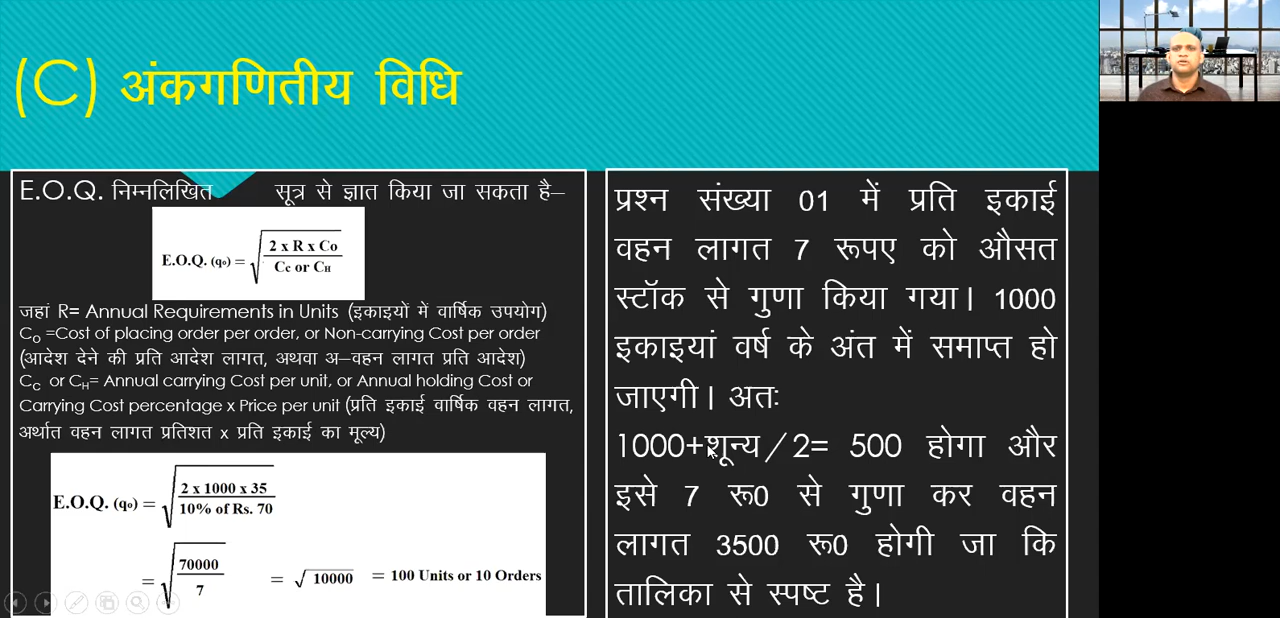 (C) अंकगणितीय विधि
E.O.Q. निम्नलिखित सूत्र से ज्ञात किया जा सकता है–
E.O.Q. (qo) = √ 2 x R x Co
Cc or CH
जहां R= Annual Requirements in Units (इकाइयों में वार्षिक उपयोग)
Co =Cost of placing order per order, or Non-carrying Cost per order
(आदेश देने की प्रति आदेश लागत, अथवा अ–वहन लागत प्रति आदेश)
Cc or CH= Annual carrying Cost per unit, or Annual holding Cost or
Carrying Cost percentage x Price per unit (प्रति इकाई वार्षिक वहन लागत,
अर्थात वहन लागत प्रतिशत x प्रति इकाई का मूल्य)
E.O.Q. (qo) = √ 2 x 1000 x 35
10% of Rs. 70
= √ 70000
7
= √ 10000 = 100 Units or 10 Orders
प्रश्न संख्या 01 में प्रति इकाई
वहन लागत 7 रूपए को औसत
स्टॉक से गुणा किया गया। 1000
इकाइयां वर्ष के अंत में समाप्त हो
जाएगी। अतः
1000+शून्य/2= 500 होगा और
इसे 7 रू0 से गुणा कर वहन
लागत 3500 रू0 होगी जा कि
तालिका से स्पष्ट है।